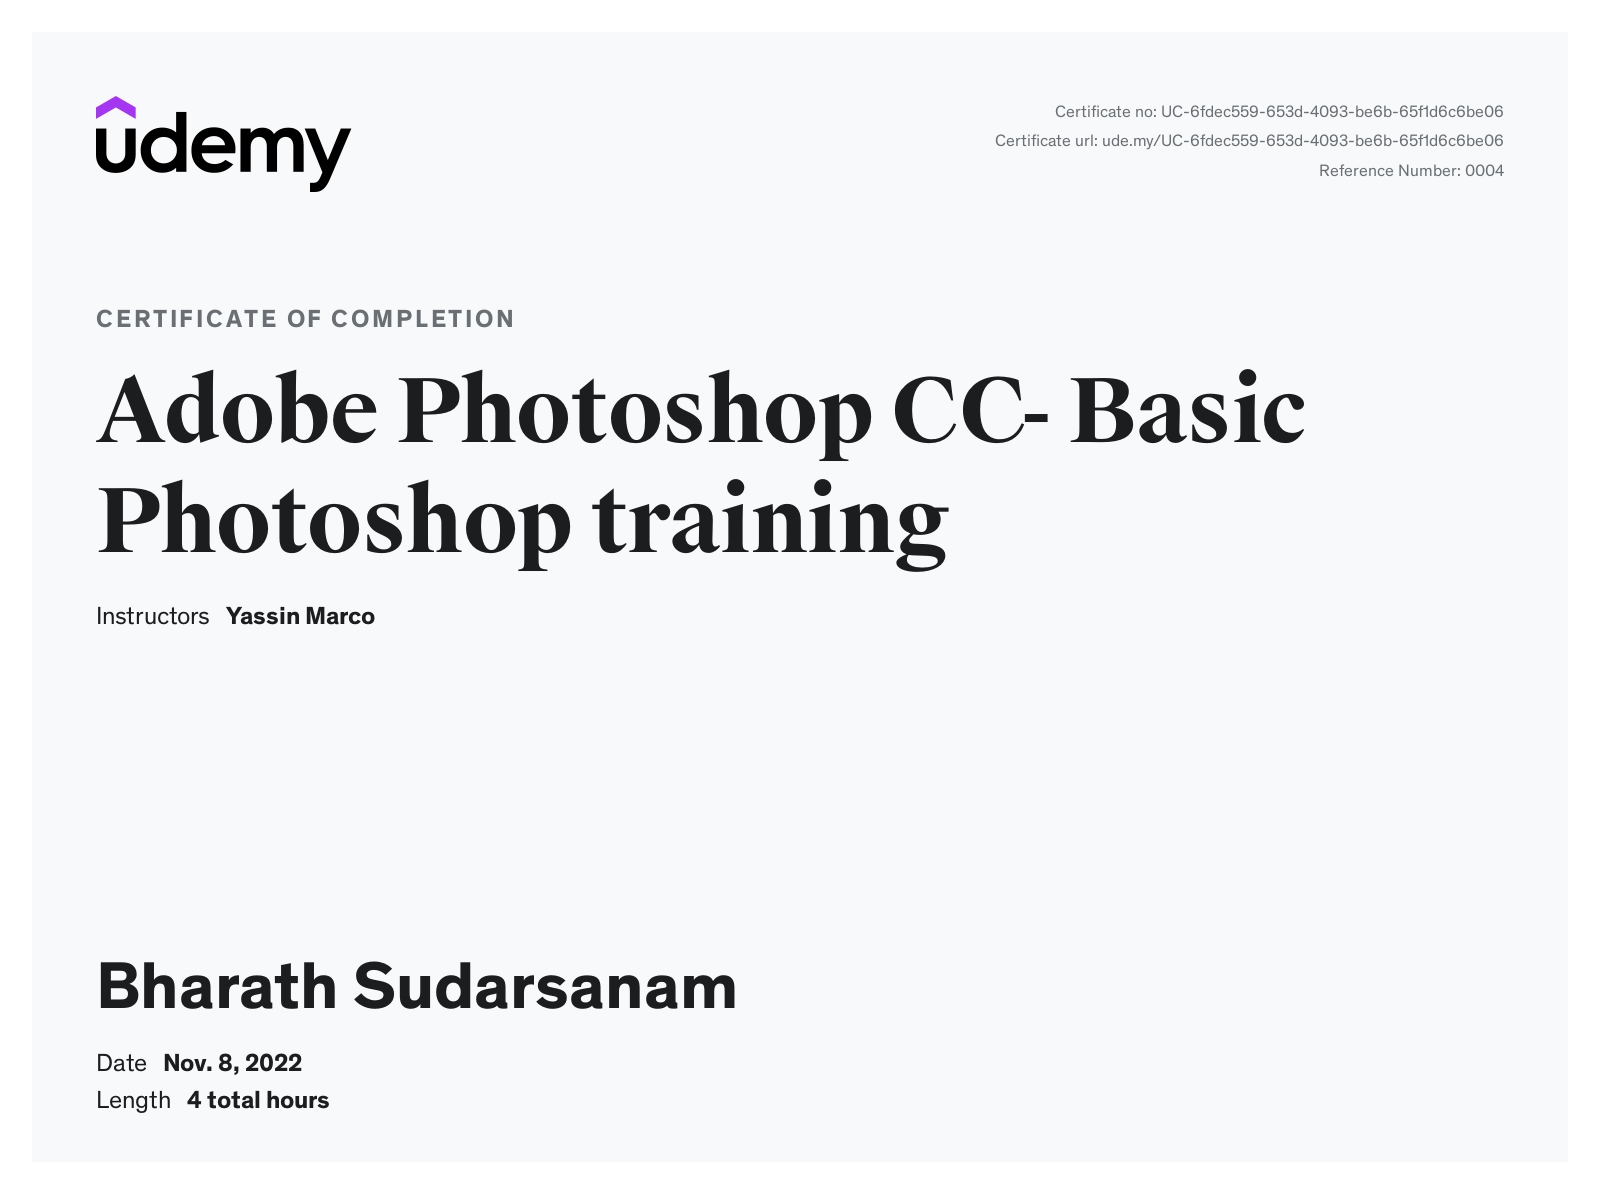 udemy
Certificate no: UC-6fdec559-653d-4093-be6b-65f1d6c6be06
Certificate url: ude.my/UC-6fdec559-653d-4093-be6b-65f1d6c6be06
Reference Number: 0004
CERTIFICATE OF COMPLETION
Adobe Photoshop CC- Basic
Photoshop training
Instructors Yassin Marco
Bharath Sudarsanam
Date Nov. 8, 2022
Length 4 total hours